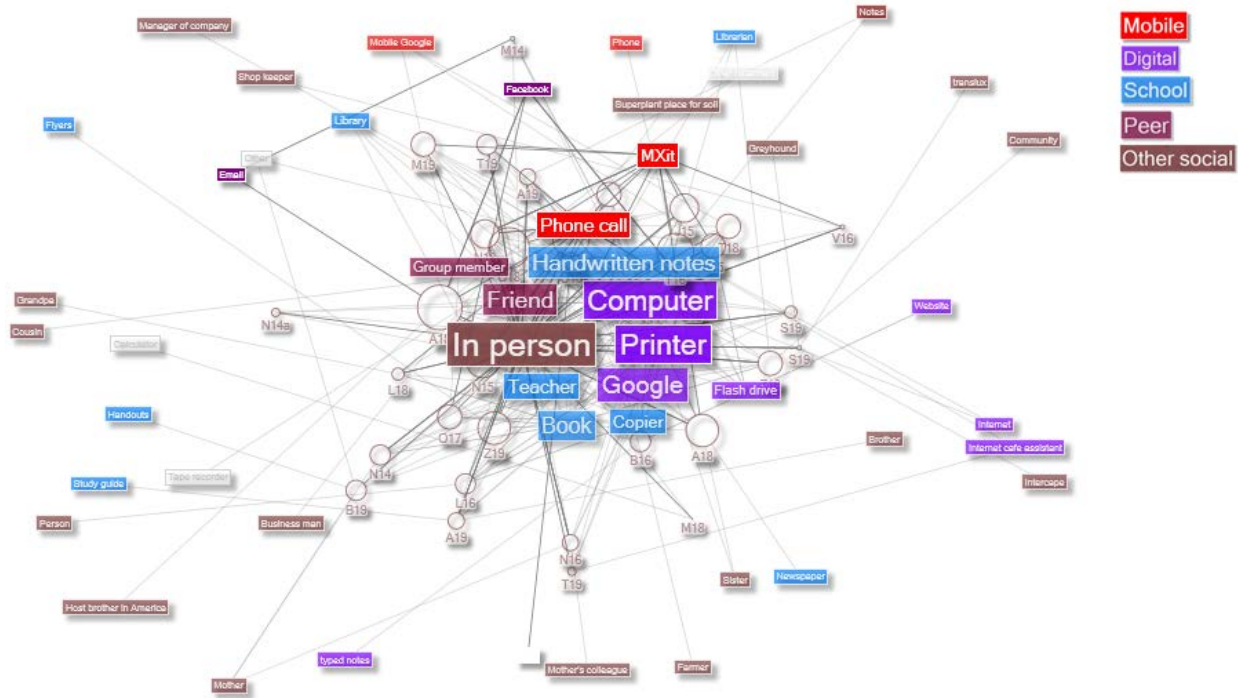 Manager of company
Notes
Mobile
Mobile Google
Phone
Librarian
M14
Digital
Shop keeper
translux
Facebook
School
Superplant place for soil
Flyers
Library
Peer
Community
Greyhound
Other
M19
T19
MXit
Other social
Email
A19
Phone call
J15
J18
V16
Group member
Handwritten notes
Grandpa
Friend
Computer
Website
N14a
S19
Cousin
A19
Calculator
In person
Printer
S19
L18
N15
Teacher
Google
Flash drive
Handouts
O17
Book
Copier
Internet
Z19
Brother
Internet cafe assistant
N14
B16
A18
Tape recorder
Study guide
Intercape
B19
L16
Person
Business man
A19
M18
N16
T19
Sister
Newspaper
Host brother in America
typed notes
Mother's colleague
Farmer
Mother